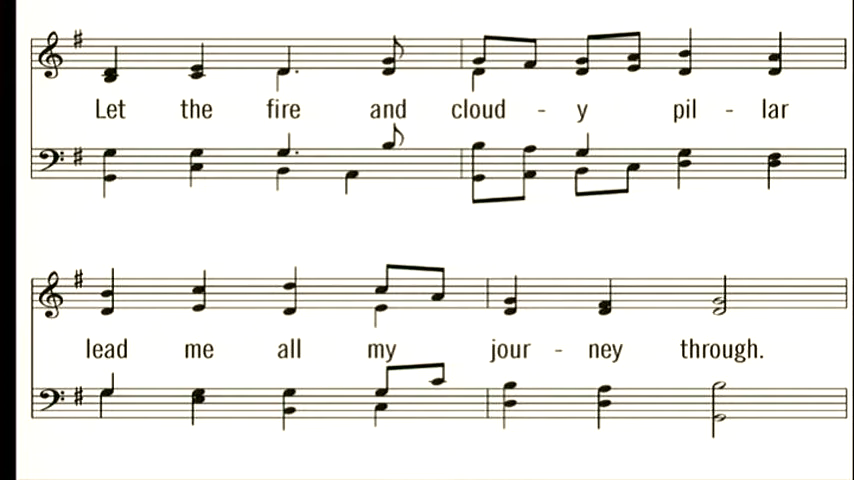 Let the fire and cloud - y pil - lar
lead me all my jour - ney through.